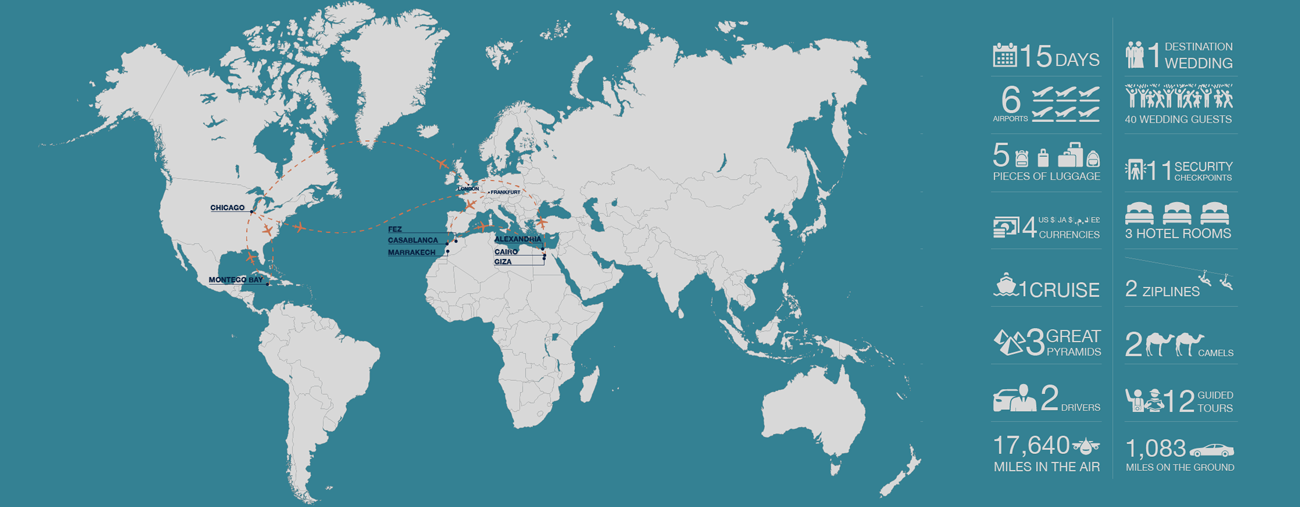 LONDON
FRANKFURT
CHICAGO
FEZ
CASABLANCA
MARRAKECH
ALEXANDRIA
CAIRO
GIZA
MONTEGO BAY
15 DAYS
6
AIRPORTS
5
PIECES OF LUGGAGE
4 US $ JA $ د.م. E£
CURRENCIES
1 CRUISE
3 GREAT
PYRAMIDS
2 DRIVERS
17,640
MILES IN THE AIR
1 DESTINATION
WEDDING
40 WEDDING GUESTS
11 SECURITY
CHECKPOINTS
3 HOTEL ROOMS
2 ZIPLINES
2 CAMELS
12 GUIDED
TOURS
1,083
MILES ON THE GROUND